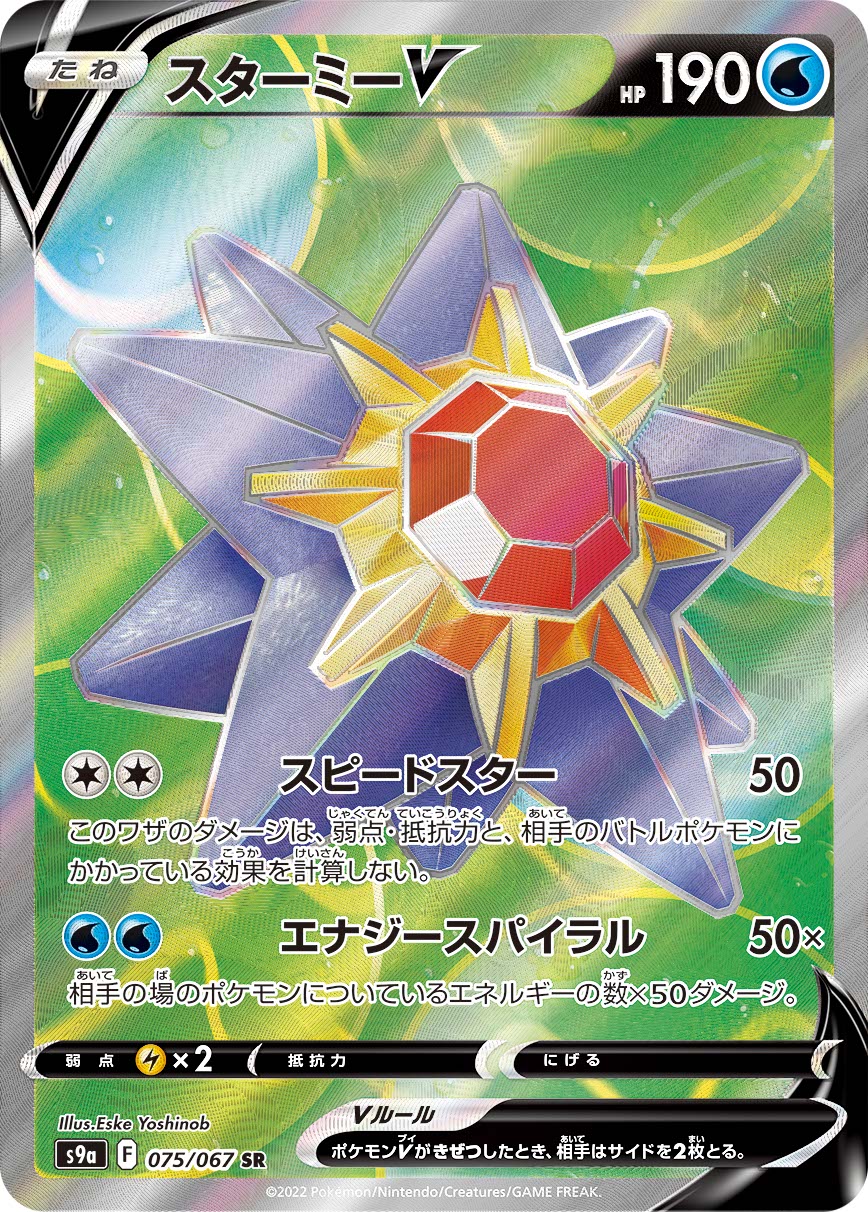 たね スターミーV HP 190
スピードスター 50
このワザのダメージは、弱点・抵抗力と、相手のバトルポケモンに
かかっている効果を計算しない。
エナジースパイラル 50×
相手の場のポケモンについているエネルギーの数×50ダメージ。
弱点 ×2 抵抗力 にげる
Illus.Eske Yoshinob
Vルール
ポケモンVがきぜつしたとき、相手はサイドを2枚とる。
s9a F 075/067 SR
©2022 Pokémon/Nintendo/Creatures/GAME FREAK.